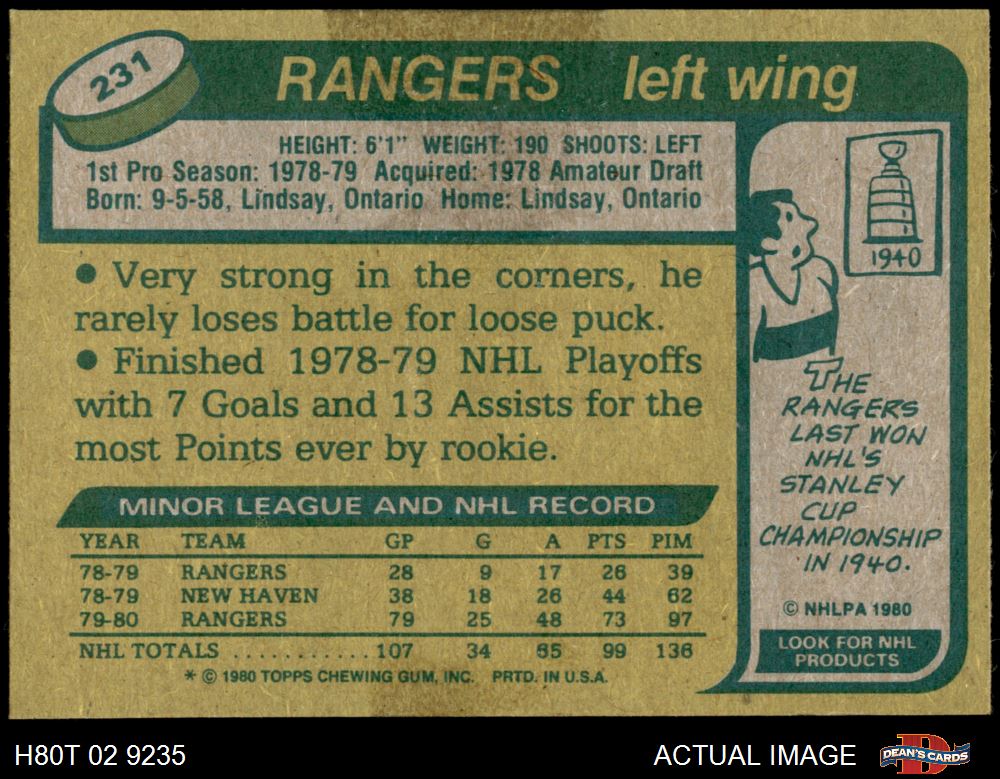 231
RANGERS left wing
HEIGHT: 6'1" WEIGHT: 190 SHOOTS: LEFT
1st Pro Season: 1978-79 Acquired: 1978 Amateur Draft
Born: 9-5-58, Lindsay, Ontario Home: Lindsay, Ontario
• Very strong in the corners, he
rarely loses battle for loose puck.
• Finished 1978-79 NHL Playoffs
with 7 Goals and 13 Assists for the
most Points ever by rookie.
MINOR LEAGUE AND NHL RECORD
YEAR TEAM GP G A PTS PIM
78-79 RANGERS 28 9 17 26 39
78-79 NEW HAVEN 38 18 26 44 62
79-80 RANGERS 79 25 48 73 97
NHL TOTALS ........... 107 34 65 99 136
* © 1980 TOPPS CHEWING GUM, INC. PRTD. IN U.S.A.
1940
THE
RANGERS
LAST WON
NHL'S
STANLEY
CUP
CHAMPIONSHIP
IN 1940.
© NHLPA 1980
LOOK FOR NHL
PRODUCTS
H80T 02 9235
ACTUAL IMAGE
D
DEAN'S CARDS